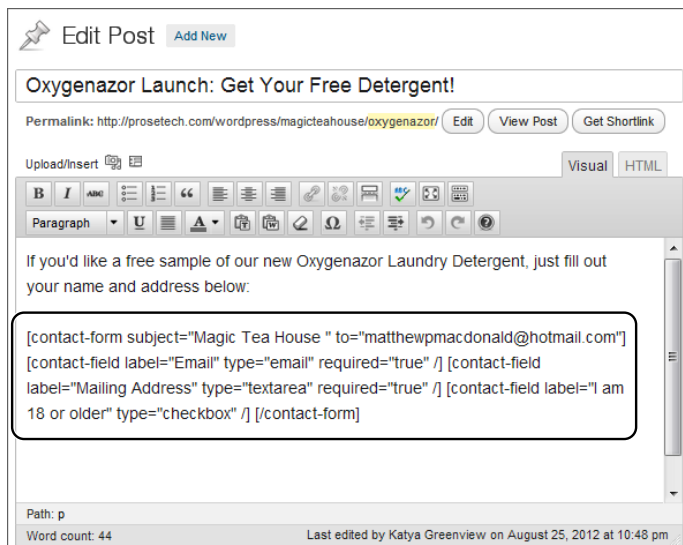 Edit Post Add New
Oxygenazor Launch: Get Your Free Detergent!
Permalink: http://prosetech.com/wordpress/magicteahouse/oxygenazor/ Edit View Post Get Shortlink
Upload/Insert Visual HTML
B I ABC
Paragraph U A Ω
If you'd like a free sample of our new Oxygenazor Laundry Detergent, just fill out
your name and address below:
[contact-form subject="Magic Tea House " to="matthewpmacdonald@hotmail.com"]
[contact-field label="Email" type="email" required="true" /] [contact-field
label="Mailing Address" type="textarea" required="true" /] [contact-field label="I am
18 or older" type="checkbox" /] [/contact-form]
Path: p
Word count: 44 Last edited by Katya Greenview on August 25, 2012 at 10:48 pm